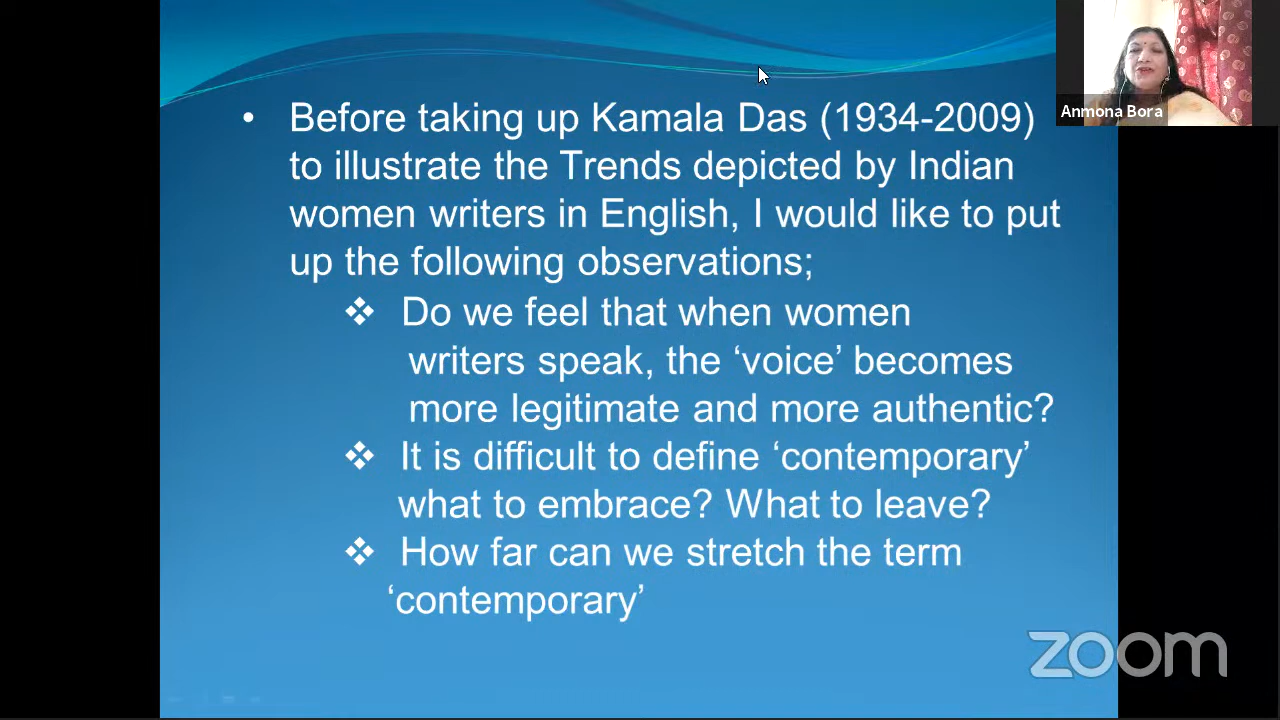 • Before taking up Kamala Das (1934-2009)
to illustrate the Trends depicted by Indian
women writers in English, I would like to put
up the following observations;
❖ Do we feel that when women
writers speak, the ‘voice’ becomes
more legitimate and more authentic?
❖ It is difficult to define ‘contemporary’
what to embrace? What to leave?
❖ How far can we stretch the term
‘contemporary’
Anmona Bora
zoom